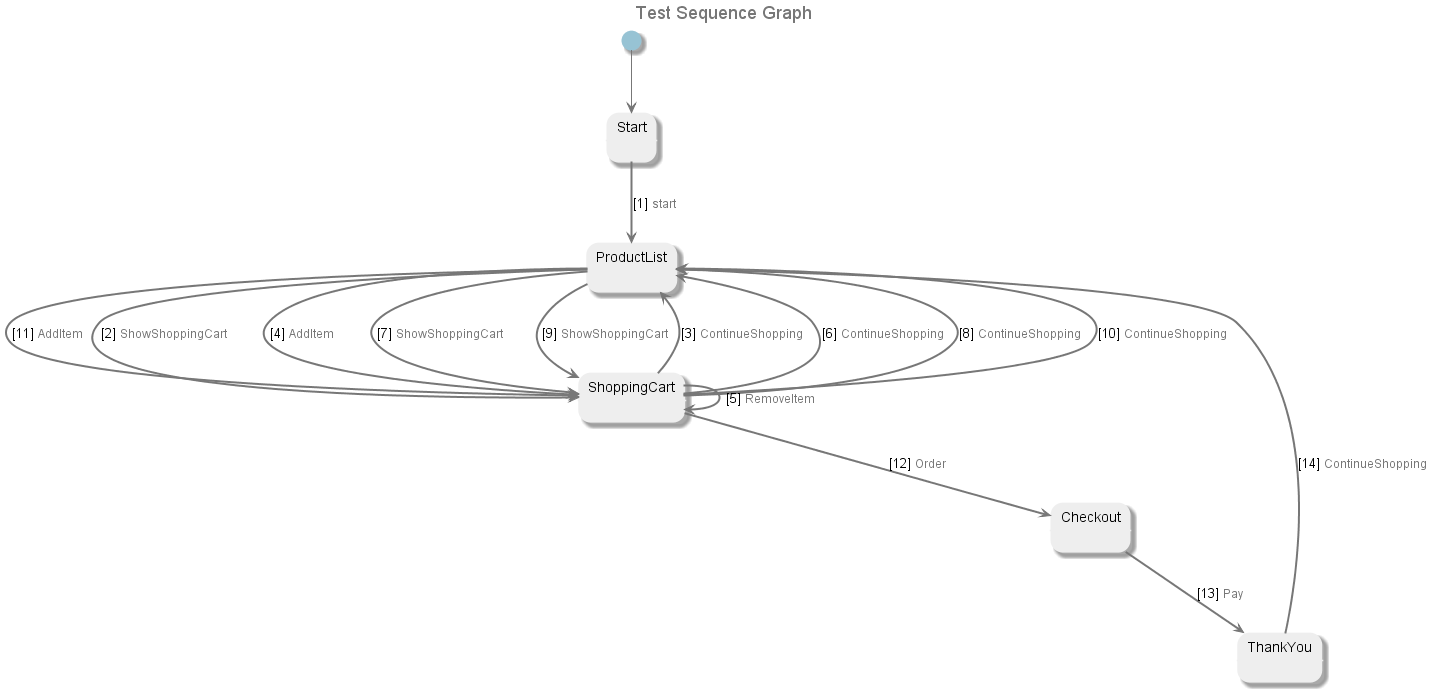 Test Sequence Graph
Start
[1] start
ProductList
[11] AddItem
[2] ShowShoppingCart
[4] AddItem
[7] ShowShoppingCart
[9] ShowShoppingCart
[3] ContinueShopping
[6] ContinueShopping
[8] ContinueShopping
[10] ContinueShopping
ShoppingCart
[5] RemoveItem
[12] Order
[14] ContinueShopping
Checkout
[13] Pay
ThankYou